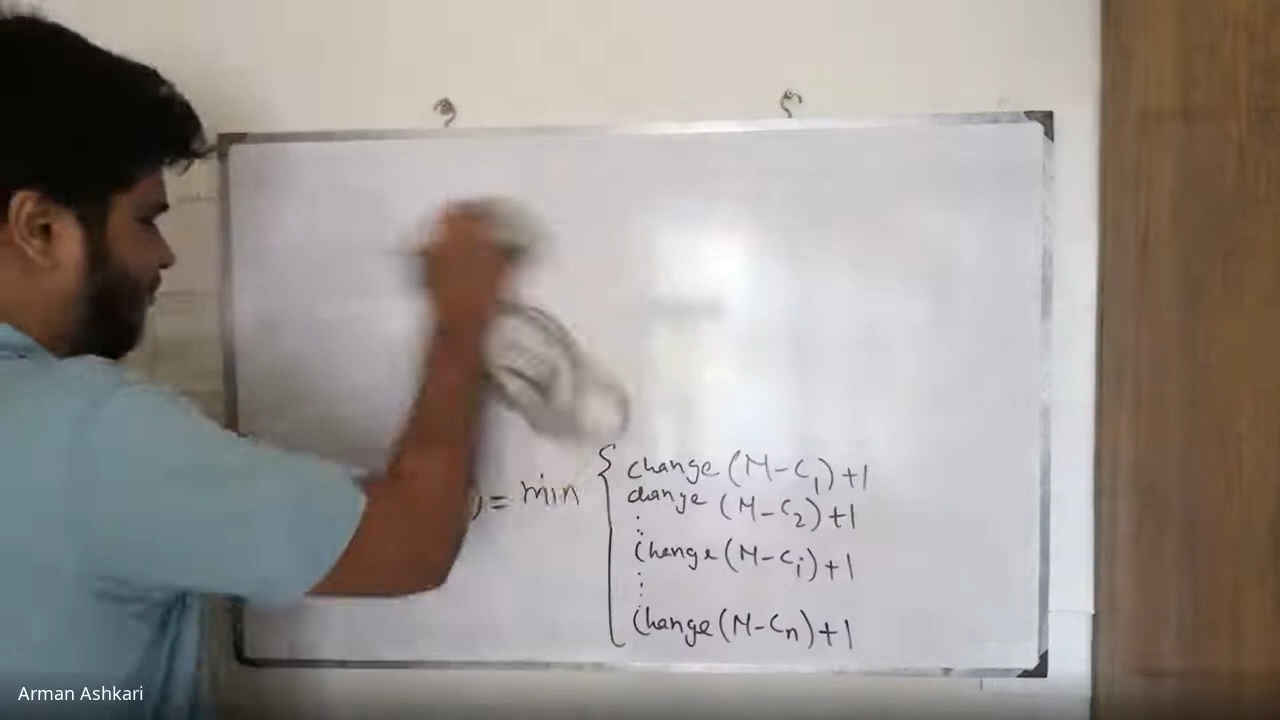 ) = min { change (M-C₁)+1
change (M-C₂)+1
⋮
change (M-Cᵢ)+1
⋮
change (M-Cₙ)+1
Arman Ashkari